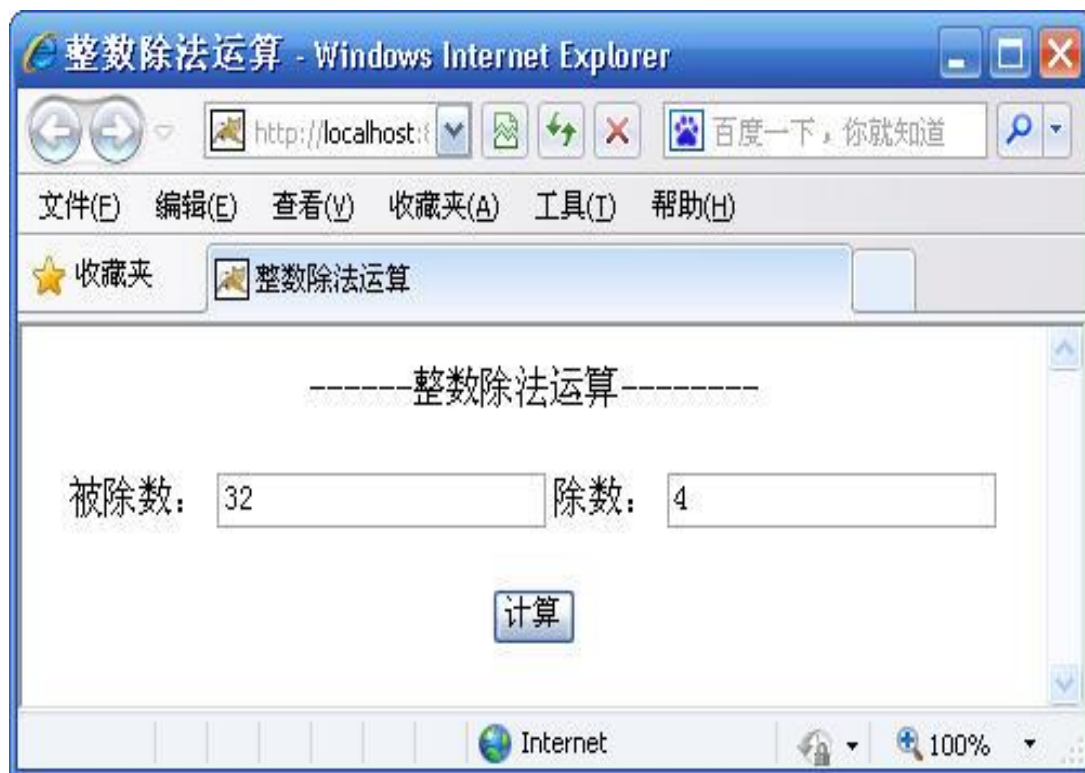 整数除法运算 - Windows Internet Explorer
http://localhost:8
百度一下，你就知道
文件(F) 编辑(E) 查看(V) 收藏夹(A) 工具(T) 帮助(H)
收藏夹 整数除法运算
------整数除法运算--------
被除数： 32 除数： 4
计算
Internet 100%